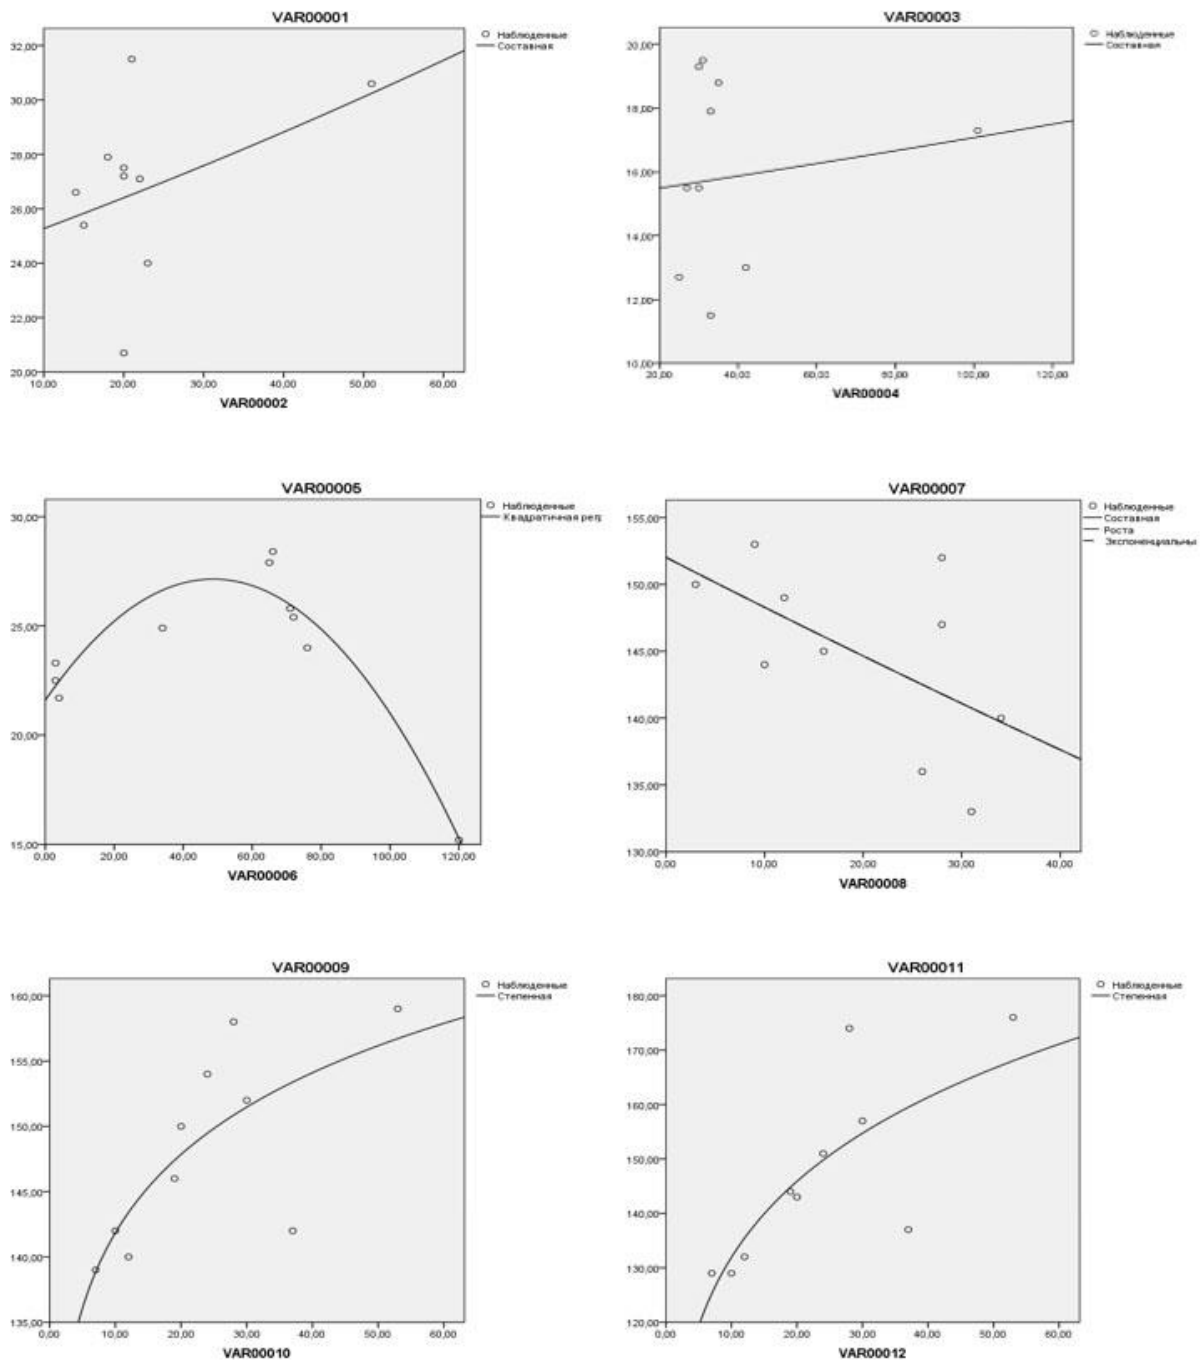 VAR00001
Наблюденные
Составная
32,00
30,00
28,00
26,00
24,00
22,00
20,00
10,00 20,00 30,00 40,00 50,00 60,00
VAR00002
VAR00003
Наблюденные
Составная
20,00
18,00
16,00
14,00
12,00
10,00
20,00 40,00 60,00 80,00 100,00 120,00
VAR00004
VAR00005
Наблюденные
Квадратичная регр
30,00
25,00
20,00
15,00
0,00 20,00 40,00 60,00 80,00 100,00 120,00
VAR00006
VAR00007
Наблюденные
Составная
Роста
Экспоненциальны
155,00
150,00
145,00
140,00
135,00
130,00
0,00 10,00 20,00 30,00 40,00
VAR00008
VAR00009
Наблюденные
Степенная
160,00
155,00
150,00
145,00
140,00
135,00
0,00 10,00 20,00 30,00 40,00 50,00 60,00
VAR00010
VAR00011
Наблюденные
Степенная
180,00
170,00
160,00
150,00
140,00
130,00
120,00
0,00 10,00 20,00 30,00 40,00 50,00 60,00
VAR00012